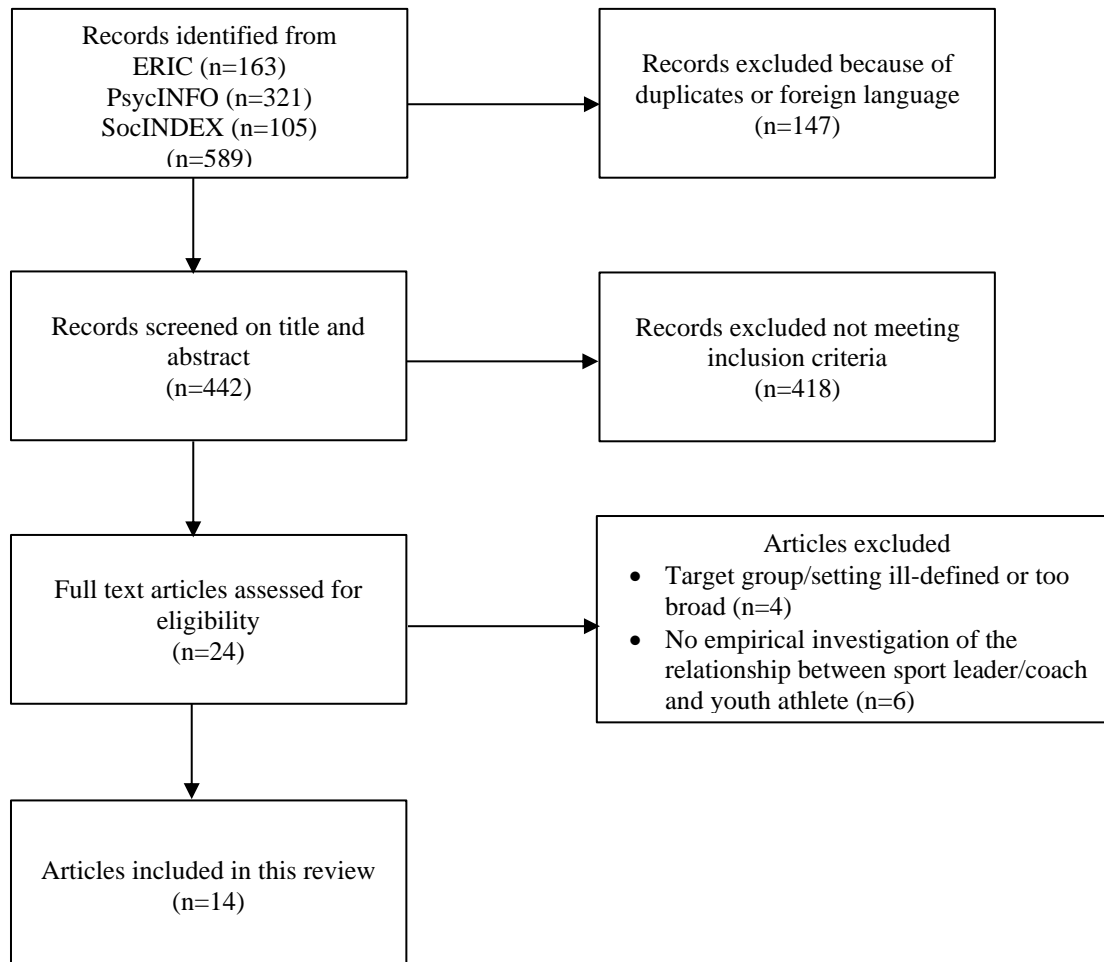 Records identified from
ERIC (n=163)
PsycINFO (n=321)
SocINDEX (n=105)
(n=589)
Records excluded because of
duplicates or foreign language
(n=147)
Records screened on title and
abstract
(n=442)
Records excluded not meeting
inclusion criteria
(n=418)
Full text articles assessed for
eligibility
(n=24)
Articles excluded
• Target group/setting ill-defined or too
broad (n=4)
• No empirical investigation of the
relationship between sport leader/coach
and youth athlete (n=6)
Articles included in this review
(n=14)